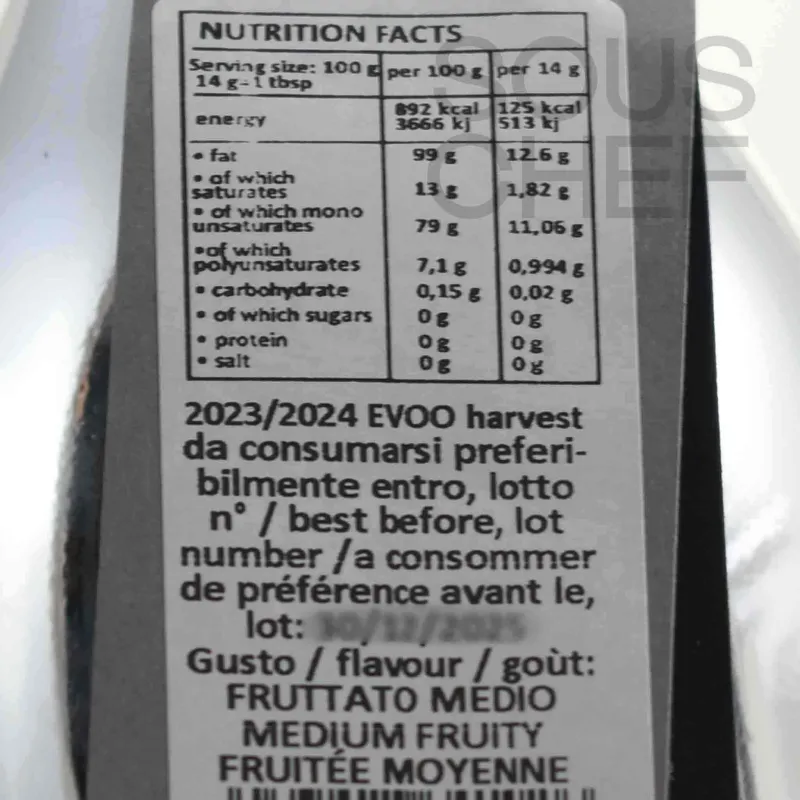 NUTRITION FACTS
Serving size: 100 g per 100 g per 14 g
14 g-1 tbsp
energy 892 kcal 125 kcal
3666 kj 513 kj
• fat 99 g 12.6 g
• of which
saturates 13 g 1,82 g
• of which mono
unsaturates 79 g 11,06 g
•of which
polyunsaturates 7,1 g 0,994 g
• carbohydrate 0,15 g 0,02 g
• of which sugars 0 g 0 g
• protein 0 g 0 g
• salt 0 g 0 g
2023/2024 EVOO harvest
da consumarsi preferi-
bilmente entro, lotto
n° / best before, lot
number /a consommer
de préférence avant le,
lot:
Gusto / flavour / goùt:
FRUTTATO MEDIO
MEDIUM FRUITY
FRUITÉE MOYENNE
SOUS
CHEF